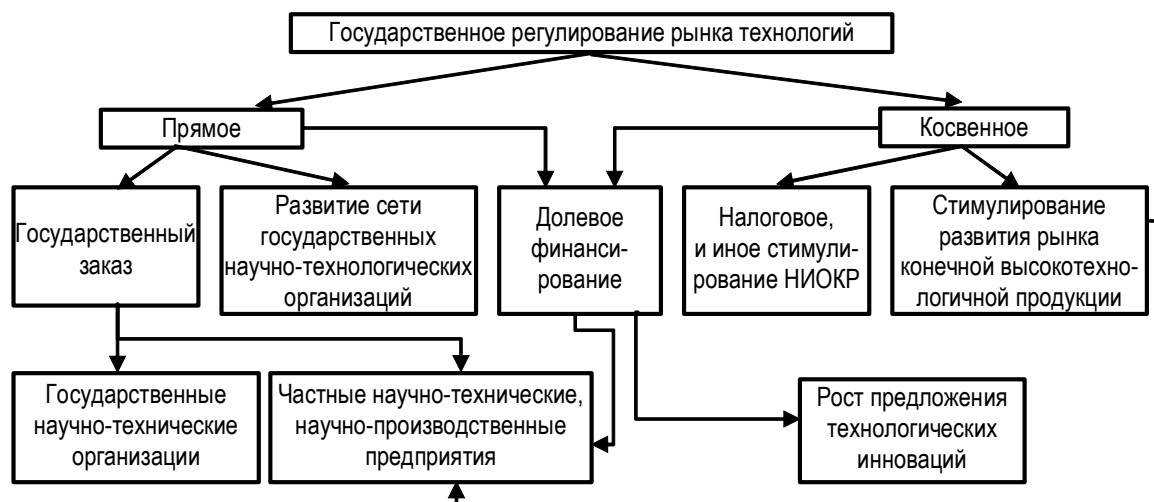 Государственное регулирование рынка технологий
Прямое
Косвенное
Государственный
заказ
Развитие сети
государственных
научно-технологических
организаций
Долевое
финанси-
рование
Налоговое,
и иное стимули-
рование НИОКР
Стимулирование
развития рынка
конечной высокотехно-
логичной продукции
Государственные
научно-технические
организации
Частные научно-технические,
научно-производственные
предприятия
Рост предложения
технологических
инноваций